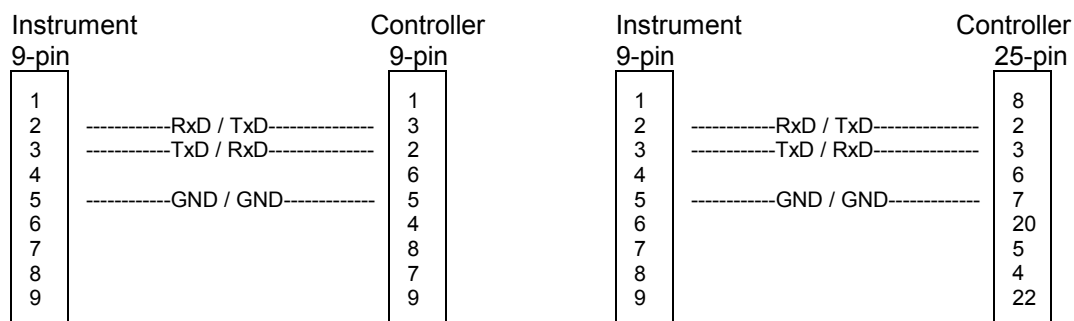 Instrument Controller
9-pin 9-pin
1 1
2 ------------RxD / TxD--------------- 3
3 ------------TxD / RxD--------------- 2
4 6
5 ------------GND / GND------------- 5
6 4
7 8
8 7
9 9
Instrument Controller
9-pin 25-pin
1 8
2 ------------RxD / TxD--------------- 2
3 ------------TxD / RxD--------------- 3
4 6
5 ------------GND / GND------------- 7
6 20
7 5
8 4
9 22